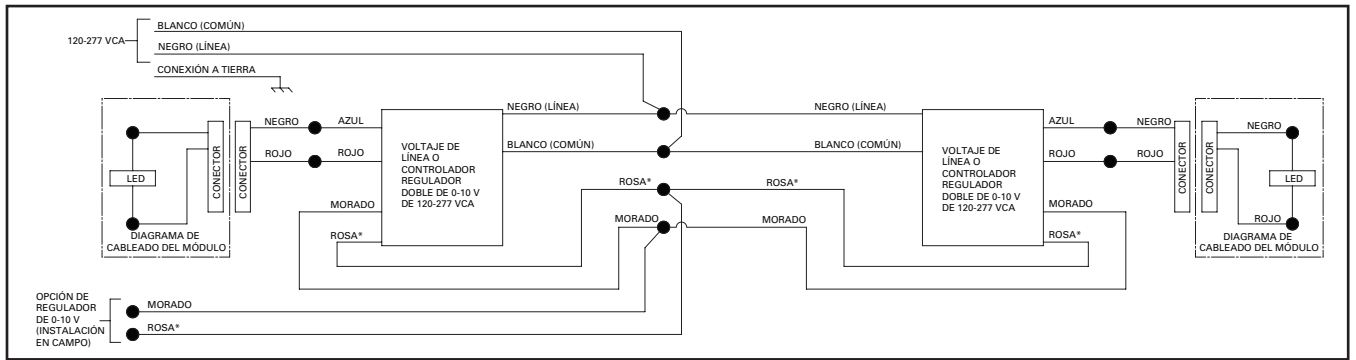 BLANCO (COMÚN)
120-277 VCA
NEGRO (LÍNEA)
CONEXIÓN A TIERRA
NEGRO (LÍNEA)
NEGRO (LÍNEA)
NEGRO
AZUL
AZUL
NEGRO
NEGRO
CONECTOR
CONECTOR
VOLTAJE DE
LÍNEA O
CONTROLADOR
REGULADOR
DOBLE DE 0-10 V
DE 120-277 VCA
BLANCO (COMÚN)
BLANCO (COMÚN)
VOLTAJE DE
LÍNEA O
CONTROLADOR
REGULADOR
DOBLE DE 0-10 V
DE 120-277 VCA
CONECTOR
CONECTOR
ROJO
ROJO
ROJO
ROJO
LED
LED
ROSA*
ROSA*
MORADO
MORADO
MORADO
MORADO
ROSA*
ROSA*
ROJO
DIAGRAMA DE
CABLEADO DEL MÓDULO
DIAGRAMA DE
CABLEADO DEL MÓDULO
OPCIÓN DE
REGULADOR
DE 0-10 V
(INSTALACIÓN
EN CAMPO)
MORADO
ROSA*